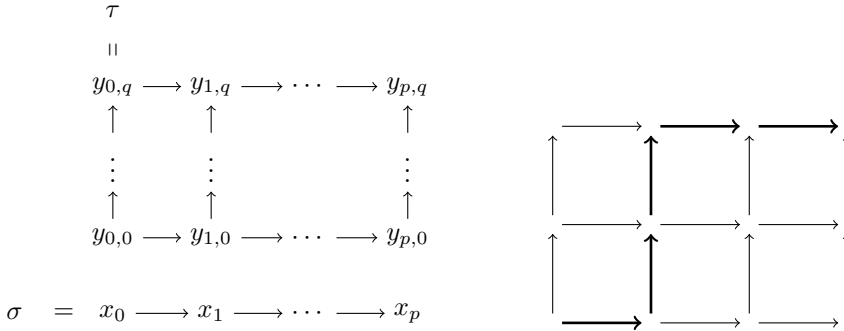 τ
=
y_{0,q} → y_{1,q} → ⋯ → y_{p,q}
⋮ ⋮ ⋮
y_{0,0} → y_{1,0} → ⋯ → y_{p,0}
σ = x_0 → x_1 → ⋯ → x_p